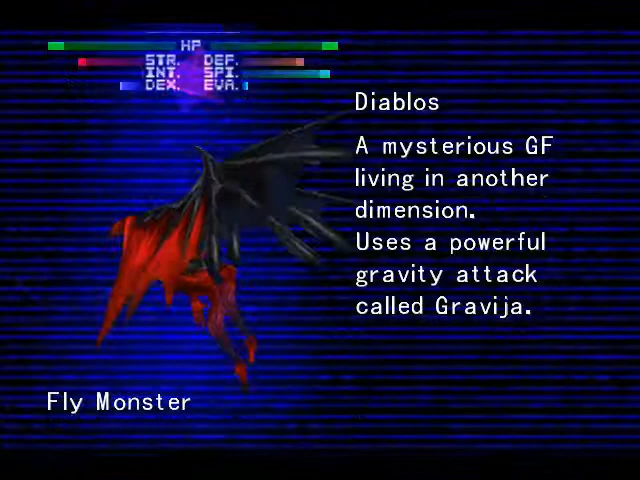 HP
STR. DEF.
INT. SPI.
DEX. EVA.
Diablos
A mysterious GF
living in another
dimension.
Uses a powerful
gravity attack
called Gravija.
Fly Monster